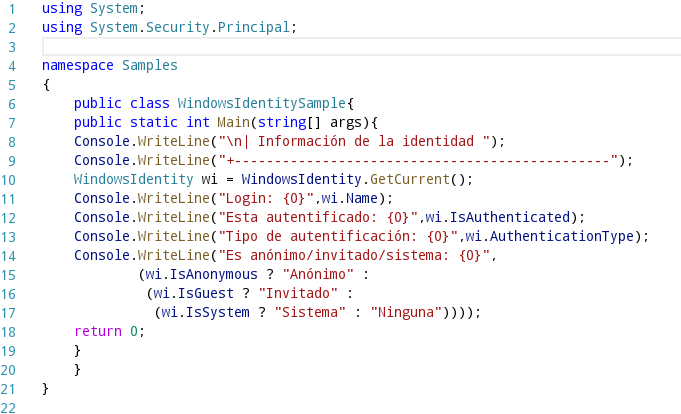 1 using System;
2 using System.Security.Principal;
3
4 namespace Samples
5 {
6 public class WindowsIdentitySample{
7 public static int Main(string[] args){
8 Console.WriteLine("\n| Información de la identidad ");
9 Console.WriteLine("+-----------------------------------------------");
10 WindowsIdentity wi = WindowsIdentity.GetCurrent();
11 Console.WriteLine("Login: {0}",wi.Name);
12 Console.WriteLine("Esta autentificado: {0}",wi.IsAuthenticated);
13 Console.WriteLine("Tipo de autentificación: {0}",wi.AuthenticationType);
14 Console.WriteLine("Es anónimo/invitado/sistema: {0}",
15 (wi.IsAnonymous ? "Anónimo" :
16 (wi.IsGuest ? "Invitado" :
17 (wi.IsSystem ? "Sistema" : "Ninguna"))));
18 return 0;
19 }
20 }
21 }
22